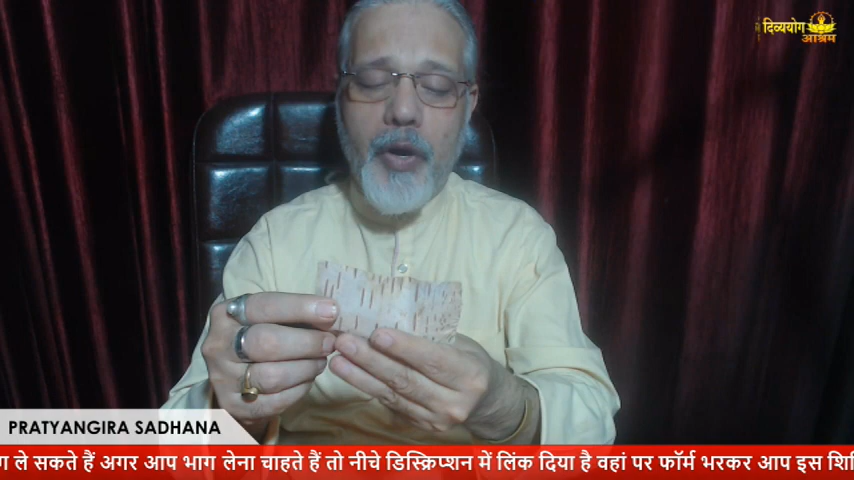 दिव्ययोग
आश्रम
PRATYANGIRA SADHANA
ले सकते हैं अगर आप भाग लेना चाहते हैं तो नीचे डिस्क्रिप्शन में लिंक दिया है वहां पर फॉर्म भरकर आप इस